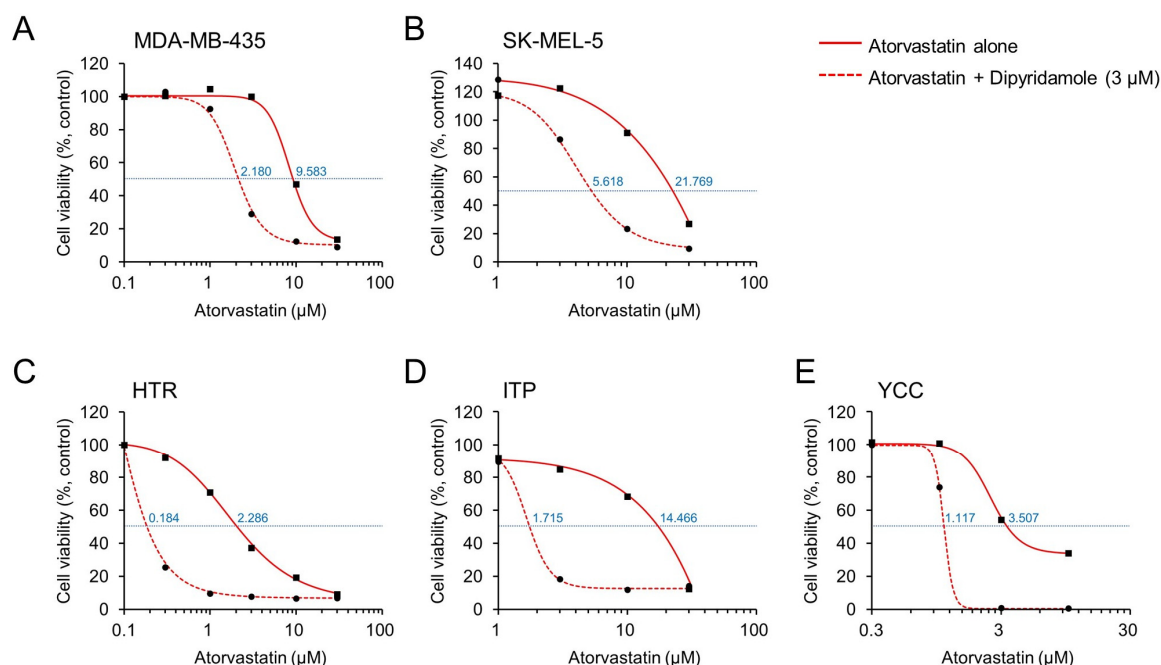 A
MDA-MB-435
Cell viability (%, control)
120
100
80
60
40
20
0
2.180
9.583
0.1
1
10
100
Atorvastatin (μM)
B
SK-MEL-5
Cell viability (%, control)
140
120
100
80
60
40
20
0
5.618
21.769
1
10
100
Atorvastatin (μM)
Atorvastatin alone
Atorvastatin + Dipyridamole (3 μM)
C
HTR
Cell viability (%, control)
120
100
80
60
40
20
0
0.184
2.286
0.1
1
10
100
Atorvastatin (μM)
D
ITP
Cell viability (%, control)
120
100
80
60
40
20
0
1.715
14.466
1
10
100
Atorvastatin (μM)
E
YCC
Cell viability (%, control)
120
100
80
60
40
20
0
1.117
3.507
0.3
3
30
Atorvastatin (μM)